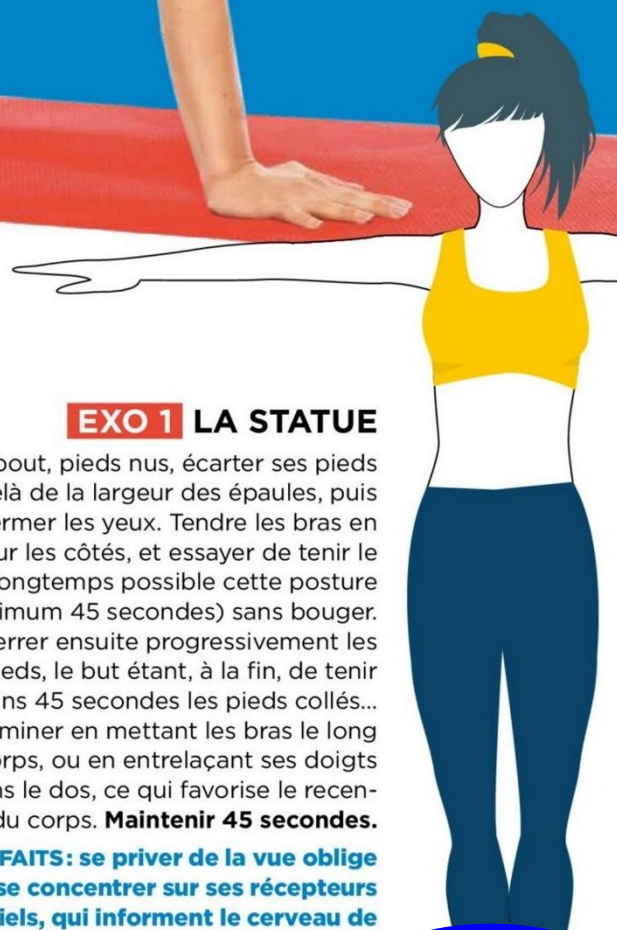 EXO 1 LA STATUE
bout, pieds nus, écarter ses pieds
là de la largeur des épaules, puis
ermer les yeux. Tendre les bras en
ur les côtés, et essayer de tenir le
ongtemps possible cette posture
imum 45 secondes) sans bouger.
errer ensuite progressivement les
eds, le but étant, à la fin, de tenir
ns 45 secondes les pieds collés...
miner en mettant les bras le long
orps, ou en entrelaçant ses doigts
ns le dos, ce qui favorise le recen-
du corps. Maintenir 45 secondes.
FAITS: se priver de la vue oblige
se concentrer sur ses récepteurs
iels, qui informent le cerveau de